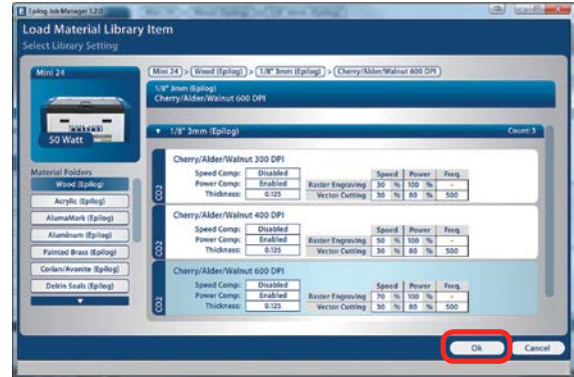 Epilog Job Manager 1.2.0
Load Material Library Item
Select Library Setting
Mini 24
50 Watt
Material Folders
Wood (Epilog)
Acrylic (Epilog)
AlumaMark (Epilog)
Aluminum (Epilog)
Painted Brass (Epilog)
Corian/Avonite (Epilog)
Delrin Seals (Epilog)
Mini 24 > Wood (Epilog) > 1/8" 3mm (Epilog) > Cherry/Alder/Walnut 600 DPI
1/8" 3mm (Epilog)
Cherry/Alder/Walnut 600 DPI
1/8" 3mm (Epilog) Count: 3
CO2
Cherry/Alder/Walnut 300 DPI
Speed Comp: Disabled Speed Power Freq.
Power Comp: Enabled Raster Engraving 30 % 100 % -
Thickness: 0.125 Vector Cutting 30 % 80 % 500
CO2
Cherry/Alder/Walnut 400 DPI
Speed Comp: Disabled Speed Power Freq.
Power Comp: Enabled Raster Engraving 50 % 100 % -
Thickness: 0.125 Vector Cutting 30 % 80 % 500
CO2
Cherry/Alder/Walnut 600 DPI
Speed Comp: Disabled Speed Power Freq.
Power Comp: Enabled Raster Engraving 70 % 100 % -
Thickness: 0.125 Vector Cutting 30 % 80 % 500
Ok Cancel